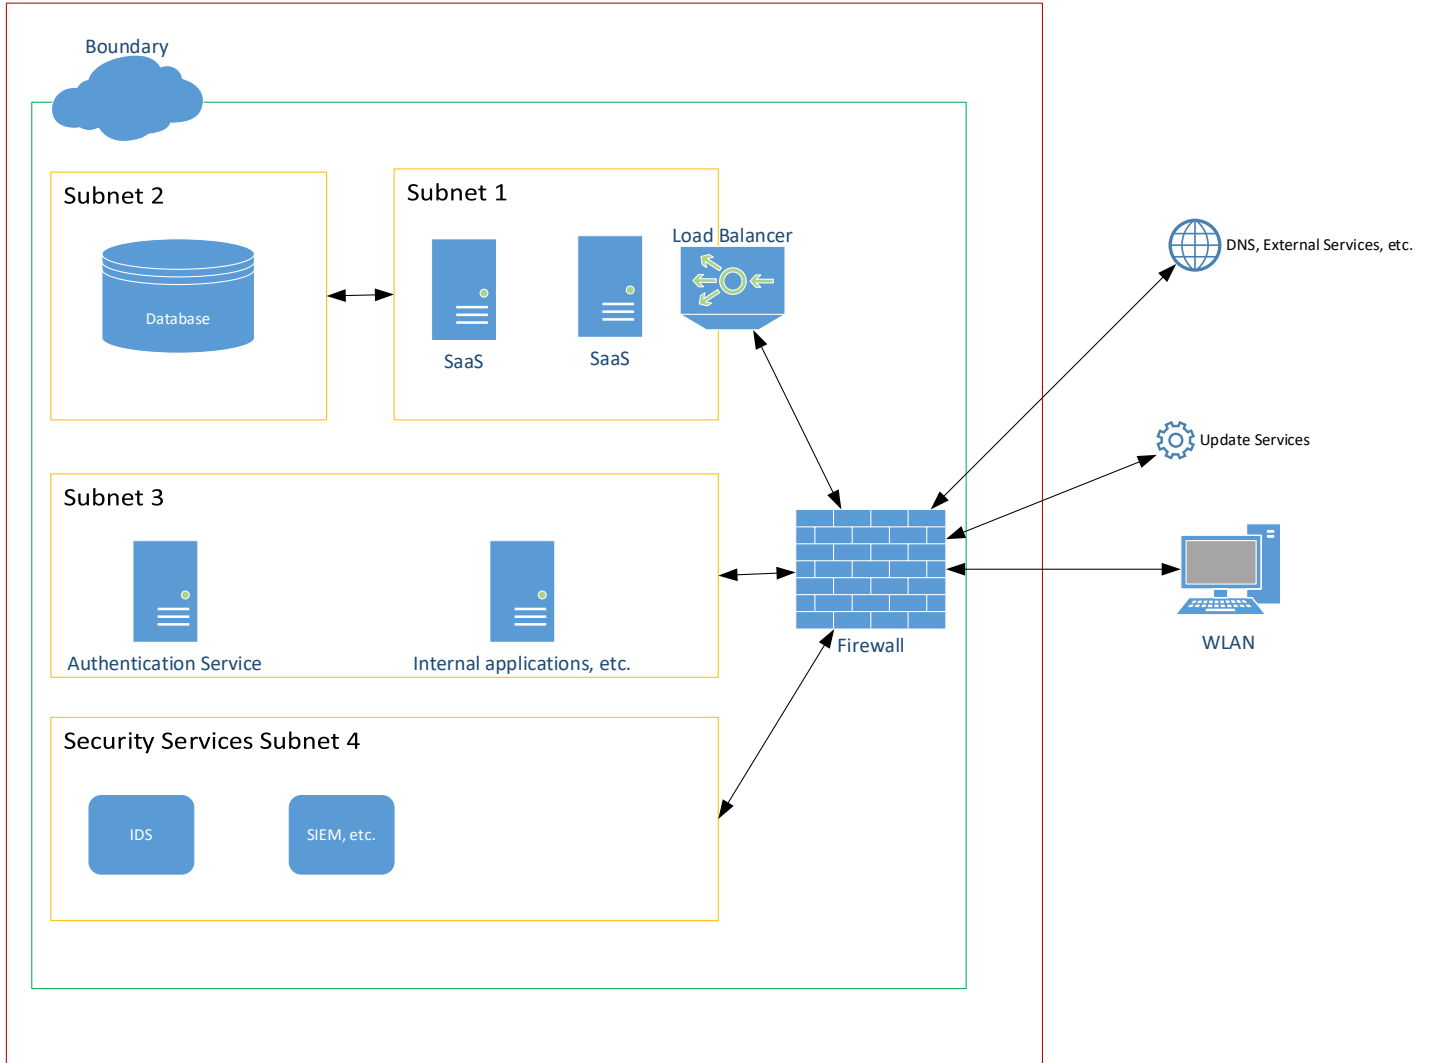 Boundary
Subnet 2
Database
Subnet 1
SaaS
SaaS
Load Balancer
DNS, External Services, etc.
Update Services
WLAN
Firewall
Subnet 3
Authentication Service
Internal applications, etc.
Security Services Subnet 4
IDS
SIEM, etc.